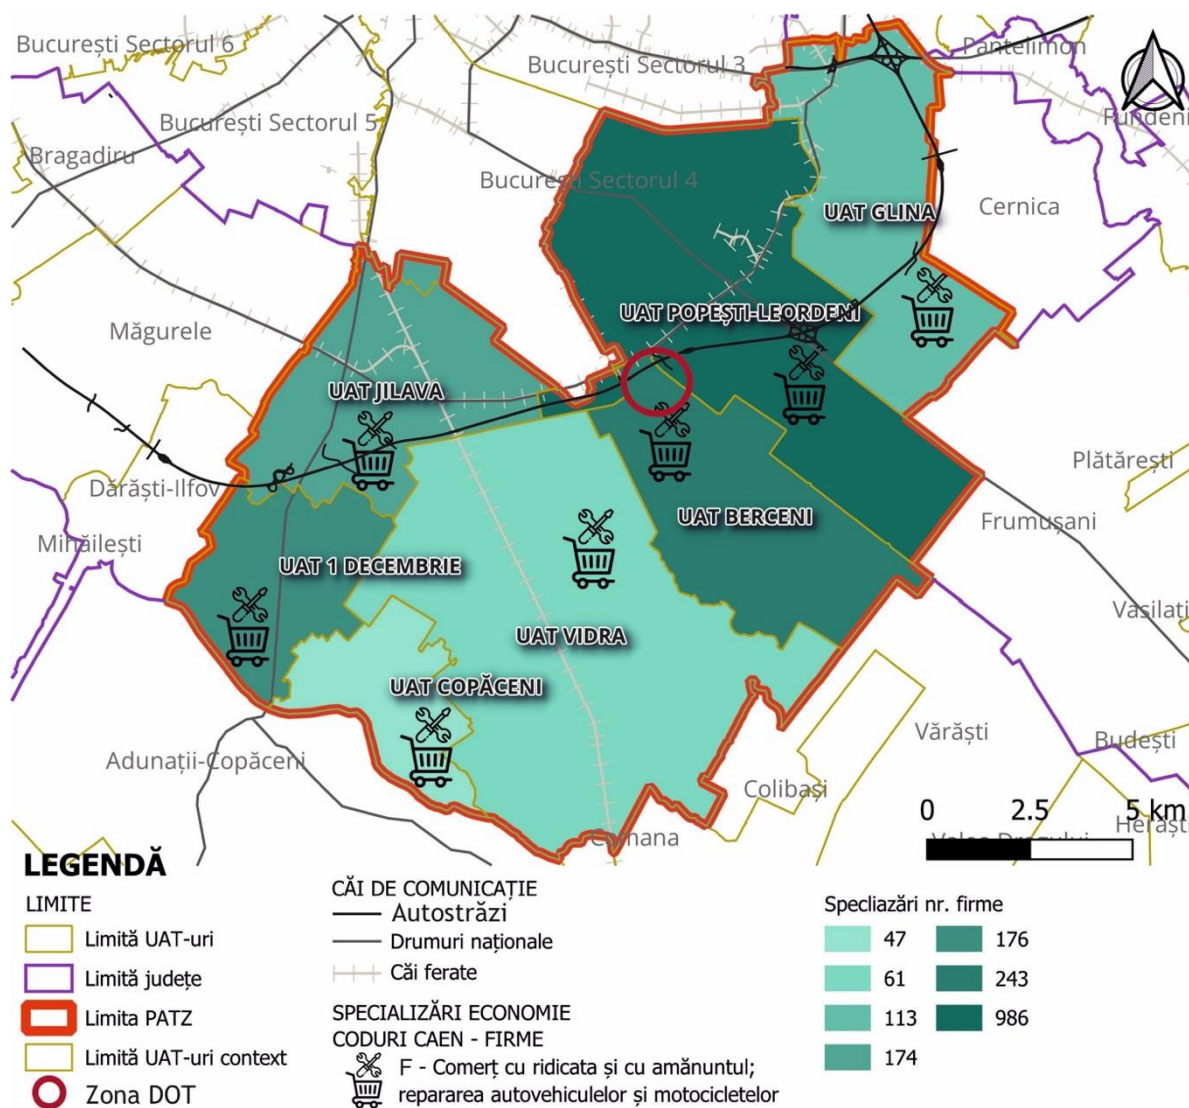 București Sectorul 6
Pantelimon
București Sectorul 3
București Sectorul 5
Fundeni
Bragadiru
București Sectorul 4
Cernica
UAT GLINA
Măgurele
UAT POPEȘTI-LEORDENI
UAT JILAVA
Plătărești
Dărăști-Ilfov
UAT BERCENI
Frumușani
Mihăilești
UAT 1 DECEMBRIE
Vasilați
UAT VIDRA
UAT COPĂCENI
Vărăști
Budești
Adunații-Copăceni
Colibași
0 2.5 5 km
Comana
Herăști
LEGENDĂ
LIMITE
Limită UAT-uri
Limită județe
Limita PATZ
Limită UAT-uri context
Zona DOT
CĂI DE COMUNICAȚIE
Autostrăzi
Drumuri naționale
Căi ferate
SPECIALIZĂRI ECONOMIE
CODURI CAEN - FIRME
F - Comerț cu ridicata și cu amănuntul;
repararea autovehiculelor și motocicletelor
Specliazări nr. firme
47
61
113
174
176
243
986